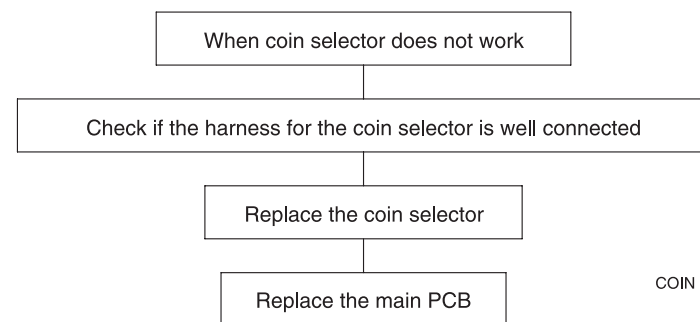 When coin selector does not work
Check if the harness for the coin selector is well connected
Replace the coin selector
COIN
Replace the main PCB